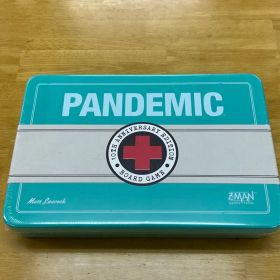 PANDEMIC
10TH ANNIVERSARY EDITION
BOARD GAME
Matt Leacock
Z-MAN